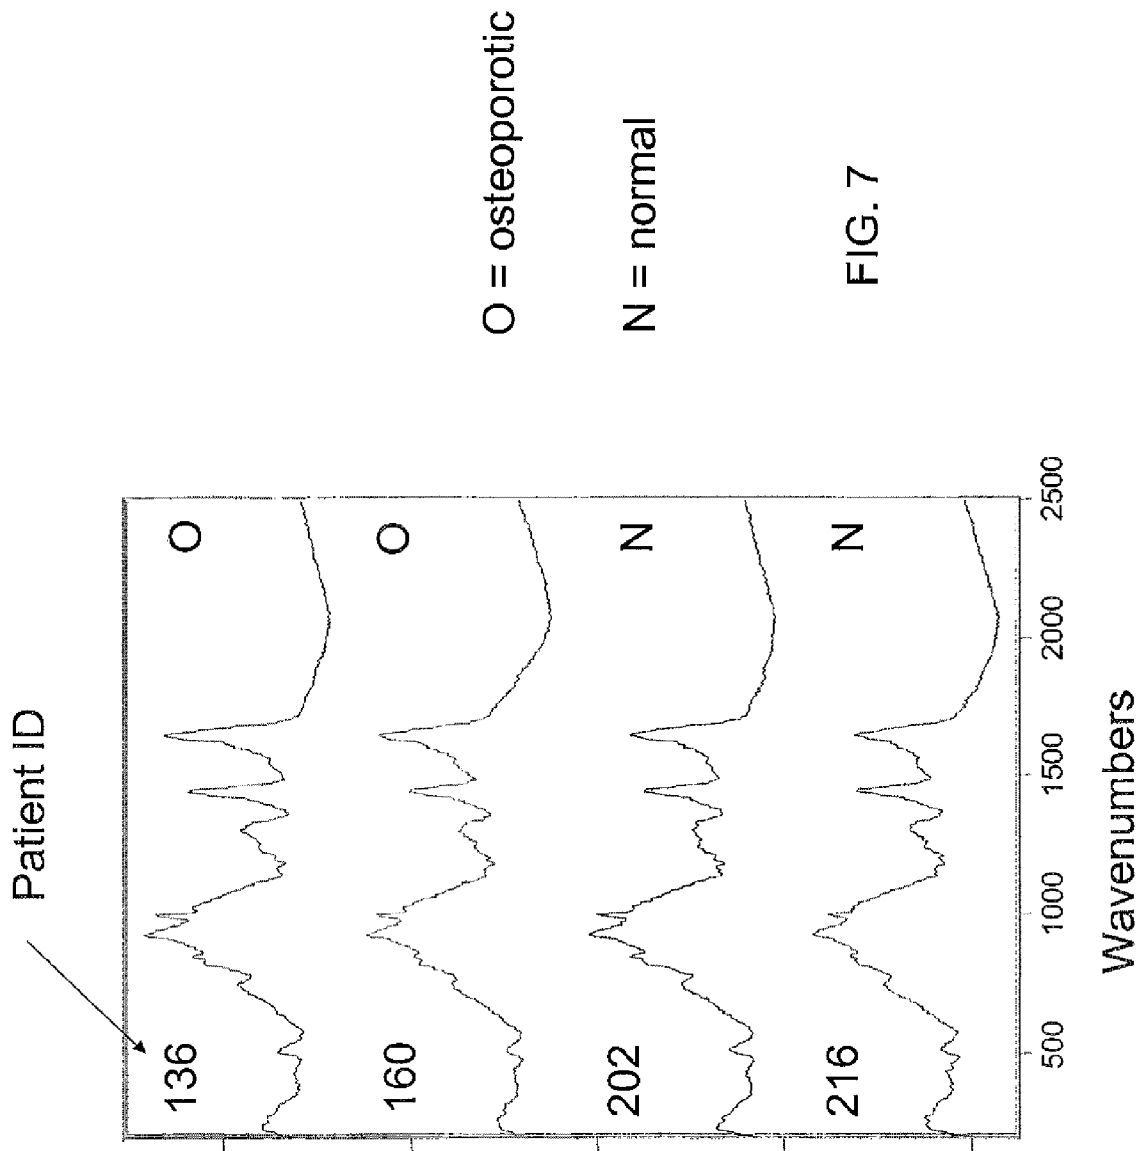 Patient ID
136
O
160
O
202
N
216
N
500
1000
1500
2000
2500
Wavenumbers
O = osteoporotic
N = normal
FIG. 7